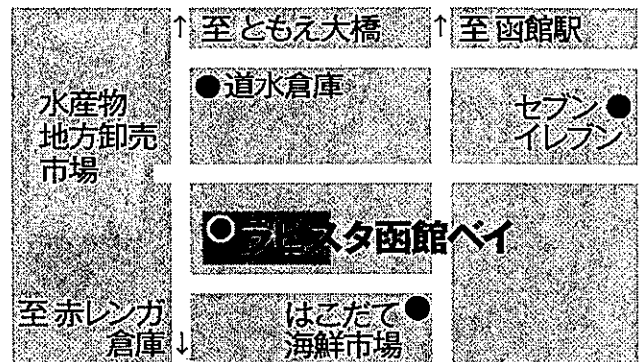 ↑至ともえ大橋
↑至函館駅
●道水倉庫
セブン●
イレブン
水産物
地方卸売
市場
ラビスタ函館ベイ
至赤レンガ
倉庫↓
はこだて●
海鮮市場